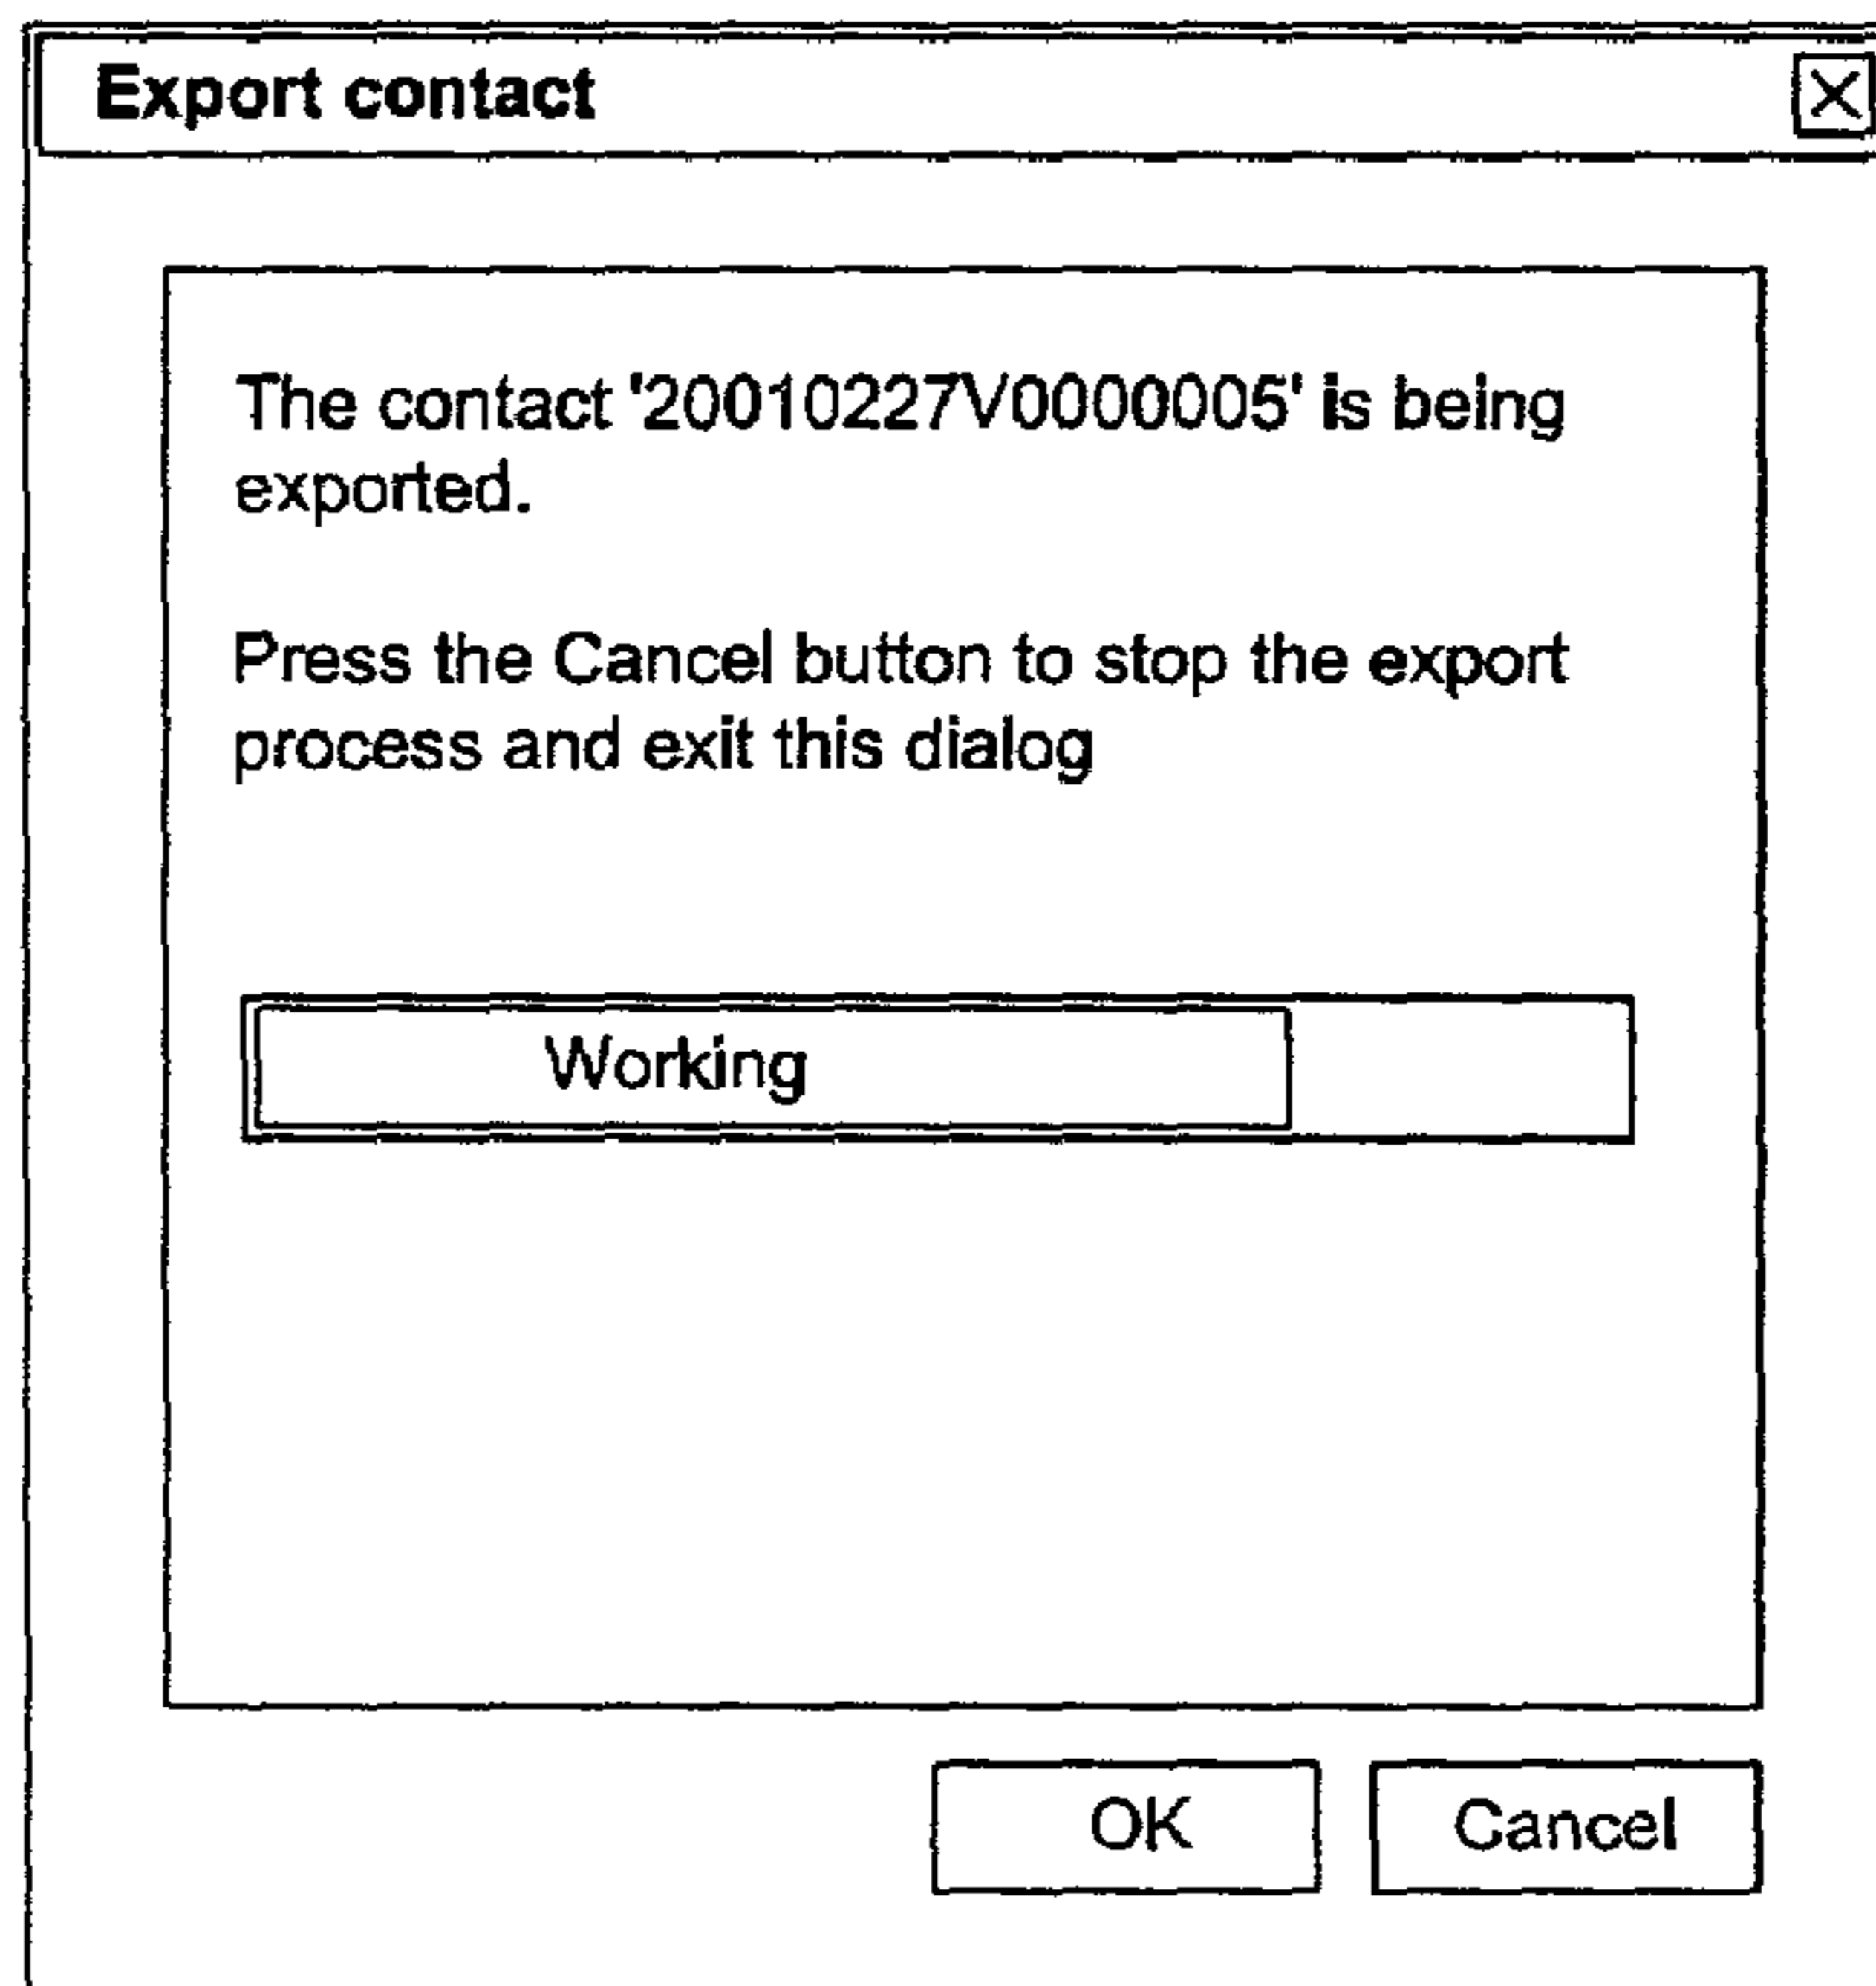 Export contact
The contact '20010227V0000005' is being
exported.
Press the Cancel button to stop the export
process and exit this dialog
Working
OK
Cancel